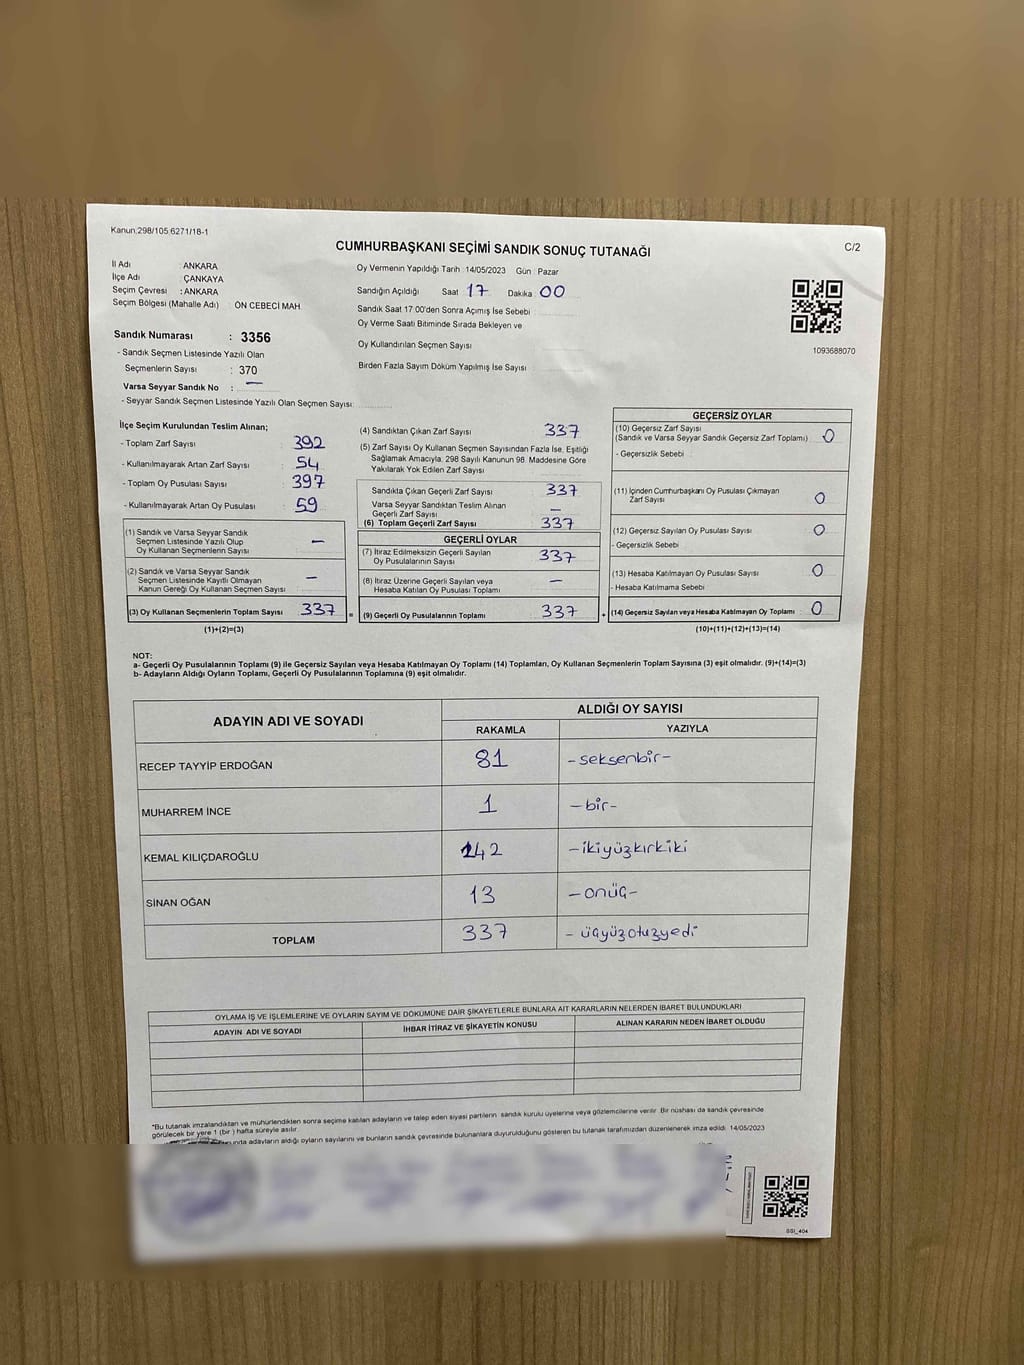 Kanun;298/105;6271/18-1
CUMHURBAŞKANI SEÇİMİ SANDIK SONUÇ TUTANAĞI
C/2
İl Adı : ANKARA
İlçe Adı : ÇANKAYA
Seçim Çevresi : ANKARA
Seçim Bölgesi (Mahalle Adı) : ÖN CEBECİ MAH.
Sandık Numarası : 3356
- Sandık Seçmen Listesinde Yazılı Olan
Seçmenlerin Sayısı : 370
Varsa Seyyar Sandık No : —
- Seyyar Sandık Seçmen Listesinde Yazılı Olan Seçmen Sayısı:
Oy Vermenin Yapıldığı Tarih :14/05/2023 Gün : Pazar
Sandığın Açıldığı Saat 17 Dakika 00
Sandık Saat 17:00'den Sonra Açımış İse Sebebi :
Oy Verme Saati Bitiminde Sırada Bekleyen ve
Oy Kullandırılan Seçmen Sayısı
Birden Fazla Sayım Döküm Yapılmış İse Sayısı :
1093688070
İlçe Seçim Kurulundan Teslim Alınan;
- Toplam Zarf Sayısı : 392
- Kullanılmayarak Artan Zarf Sayısı : 54
- Toplam Oy Pusulası Sayısı : 397
- Kullanılmayarak Artan Oy Pusulası : 59
(1) Sandık ve Varsa Seyyar Sandık
Seçmen Listesinde Yazılı Olup
Oy Kullanan Seçmenlerin Sayısı : —
(2) Sandık ve Varsa Seyyar Sandık
Seçmen Listesinde Kayıtlı Olmayan
Kanun Gereği Oy Kullanan Seçmen Sayısı : —
(3) Oy Kullanan Seçmenlerin Toplam Sayısı : 337 =
(1)+(2)=(3)
(4) Sandıktan Çıkan Zarf Sayısı : 337
(5) Zarf Sayısı Oy Kullanan Seçmen Sayısından Fazla İse, Eşitliği
Sağlamak Amacıyla, 298 Sayılı Kanunun 98. Maddesine Göre
Yakılarak Yok Edilen Zarf Sayısı :
Sandıkta Çıkan Geçerli Zarf Sayısı : 337
Varsa Seyyar Sandıktan Teslim Alınan
Geçerli Zarf Sayısı : —
(6) Toplam Geçerli Zarf Sayısı : 337
GEÇERLİ OYLAR
(7) İtiraz Edilmeksizin Geçerli Sayılan
Oy Pusulalarının Sayısı : 337
(8) İtiraz Üzerine Geçerli Sayılan veya
Hesaba Katılan Oy Pusulası Toplamı : —
(9) Geçerli Oy Pusulalarının Toplamı : 337 +
GEÇERSİZ OYLAR
(10) Geçersiz Zarf Sayısı
(Sandık ve Varsa Seyyar Sandık Geçersiz Zarf Toplamı) : 0
- Geçersizlik Sebebi :
(11) İçinden Cumhurbaşkanı Oy Pusulası Çıkmayan
Zarf Sayısı : 0
(12) Geçersiz Sayılan Oy Pusulası Sayısı : 0
- Geçersizlik Sebebi :
(13) Hesaba Katılmayan Oy Pusulası Sayısı : 0
- Hesaba Katılmama Sebebi :
(14) Geçersiz Sayılan veya Hesaba Katılmayan Oy Toplamı : 0
(10)+(11)+(12)+(13)=(14)
NOT:
a- Geçerli Oy Pusulalarının Toplamı (9) ile Geçersiz Sayılan veya Hesaba Katılmayan Oy Toplamı (14) Toplamları, Oy Kullanan Seçmenlerin Toplam Sayısına (3) eşit olmalıdır. (9)+(14)=(3)
b- Adayların Aldığı Oyların Toplamı, Geçerli Oy Pusulalarının Toplamına (9) eşit olmalıdır.
ADAYIN ADI VE SOYADI ALDIĞI OY SAYISI
RAKAMLA YAZIYLA
RECEP TAYYİP ERDOĞAN 81 -seksenbir-
MUHARREM İNCE 1 -bir-
KEMAL KILIÇDAROĞLU 242 -ikiyüzkırkiki
SİNAN OĞAN 13 -onüç-
TOPLAM 337 - üçyüzotuzyedi
OYLAMA İŞ VE İŞLEMLERİNE VE OYLARIN SAYIM VE DÖKÜMÜNE DAİR ŞİKAYETLERLE BUNLARA AİT KARARLARIN NELERDEN İBARET BULUNDUKLARI
ADAYIN ADI VE SOYADI İHBAR İTİRAZ VE ŞİKAYETİN KONUSU ALINAN KARARIN NEDEN İBARET OLDUĞU
*Bu tutanak imzalandıktan ve mühürlendikten sonra seçime katılan adayların ve talep eden siyasi partilerin sandık kurulu üyelerine veya gözlemcilerine verilir. Bir nüshası da sandık çevresinde
görülecek bir yere 1 (bir ) hafta süreyle asılır.
adayların aldığı oyların sayılarını ve bunların sandık çevresinde bulunanlara duyurulduğunu gösteren bu tutanak tarafımızdan düzenlenerek imza edildi. 14/05/2023
SSI_404